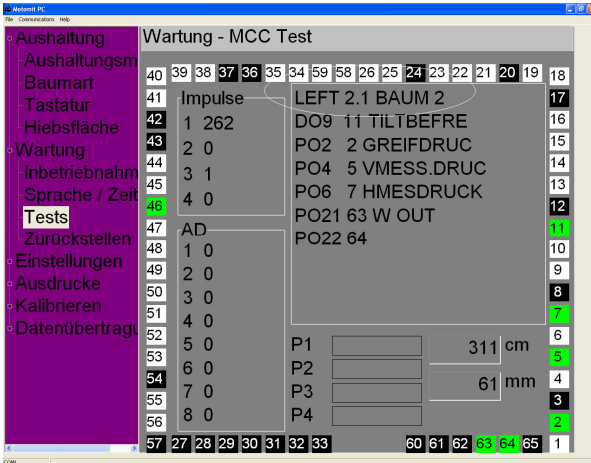 Motomit PC
File Communications Help
Aushaltung
Aushaltungsm
Baumart
Tastatur
Hiebsfläche
Wartung
Inbetriebnahm
Sprache / Zeit
Tests
Zurückstellen
Einstellungen
Ausdrucke
Kalibrieren
Datenübertragu
Wartung - MCC Test
40 39 38 37 36 35 34 59 58 60 26 25 24 23 22 21 20 19 18
41 17
42 16
43 15
44 14
45 13
46 12
47 11
48 10
49 9
50 8
51 7
52 6
53 5
54 4
55 3
56 2
57 27 28 29 30 31 32 33 60 61 62 63 64 65 1
Impulse
1 262
2 0
3 1
4 0
AD
1 0
2 0
3 0
4 0
5 0
6 0
7 0
8 0
LEFT 2.1 BAUM 2
DO9 11 TILTBEFRE
PO2 2 GREIFDRUC
PO4 5 VMESS.DRUC
PO6 7 HMESDRUCK
PO21 63 W OUT
PO22 64
P1
P2
P3
P4
311 cm
61 mm
COM1